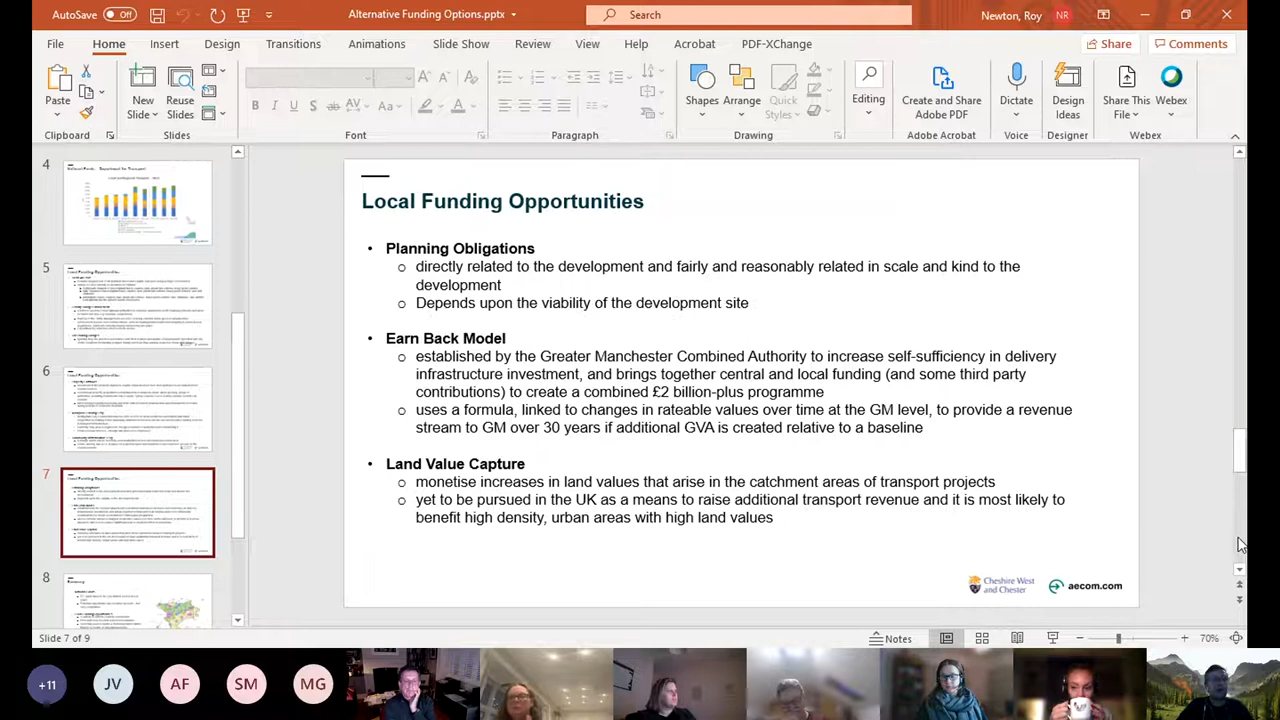 AutoSave Off
Alternative Funding Options.pptx
Search
Newton, Roy NR
File Home Insert Design Transitions Animations Slide Show Review View Help Acrobat PDF-XChange Share Comments
Paste New Slide Reuse Slides Shapes Arrange Quick Styles Editing Create and Share Adobe PDF Dictate Design Ideas Share This File Webex
Clipboard Slides Font Paragraph Drawing Adobe Acrobat Voice Designer Webex
4
5
6
7
8
Local Funding Opportunities
• Planning Obligations
o directly related to the development and fairly and reasonably related in scale and kind to the
development
o Depends upon the viability of the development site
• Earn Back Model
o established by the Greater Manchester Combined Authority to increase self-sufficiency in delivery
infrastructure investment, and brings together central and local funding (and some third party
contributions) into one combined £2 billion plus programme
o uses a formula, linked to changes in rateable values over time at the GM level, to provide a revenue
stream to GM over 30 years if additional GVA is created relative to a baseline
• Land Value Capture
o monetise increases in land values that arise in the catchment areas of transport projects
o yet to be pursued in the UK as a means to raise additional transport revenue and is most likely to
benefit high density, urban areas with high land values
Cheshire West
and Chester
aecom.com
Slide 7 of 9
Notes
70%
+11 JV AF SM MG